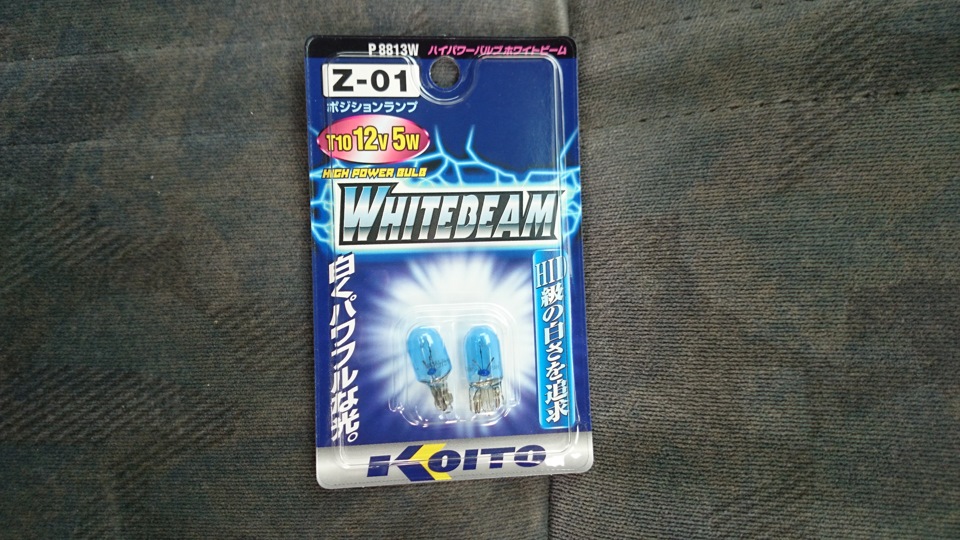 P8813W ハイパワーバルブ ホワイトビーム
Z-01
ポジションランプ
T10 12V 5W
HIGH POWER BULB
WHITEBEAM
白くパワフルな光。
HID級の白さを追求
KOITO